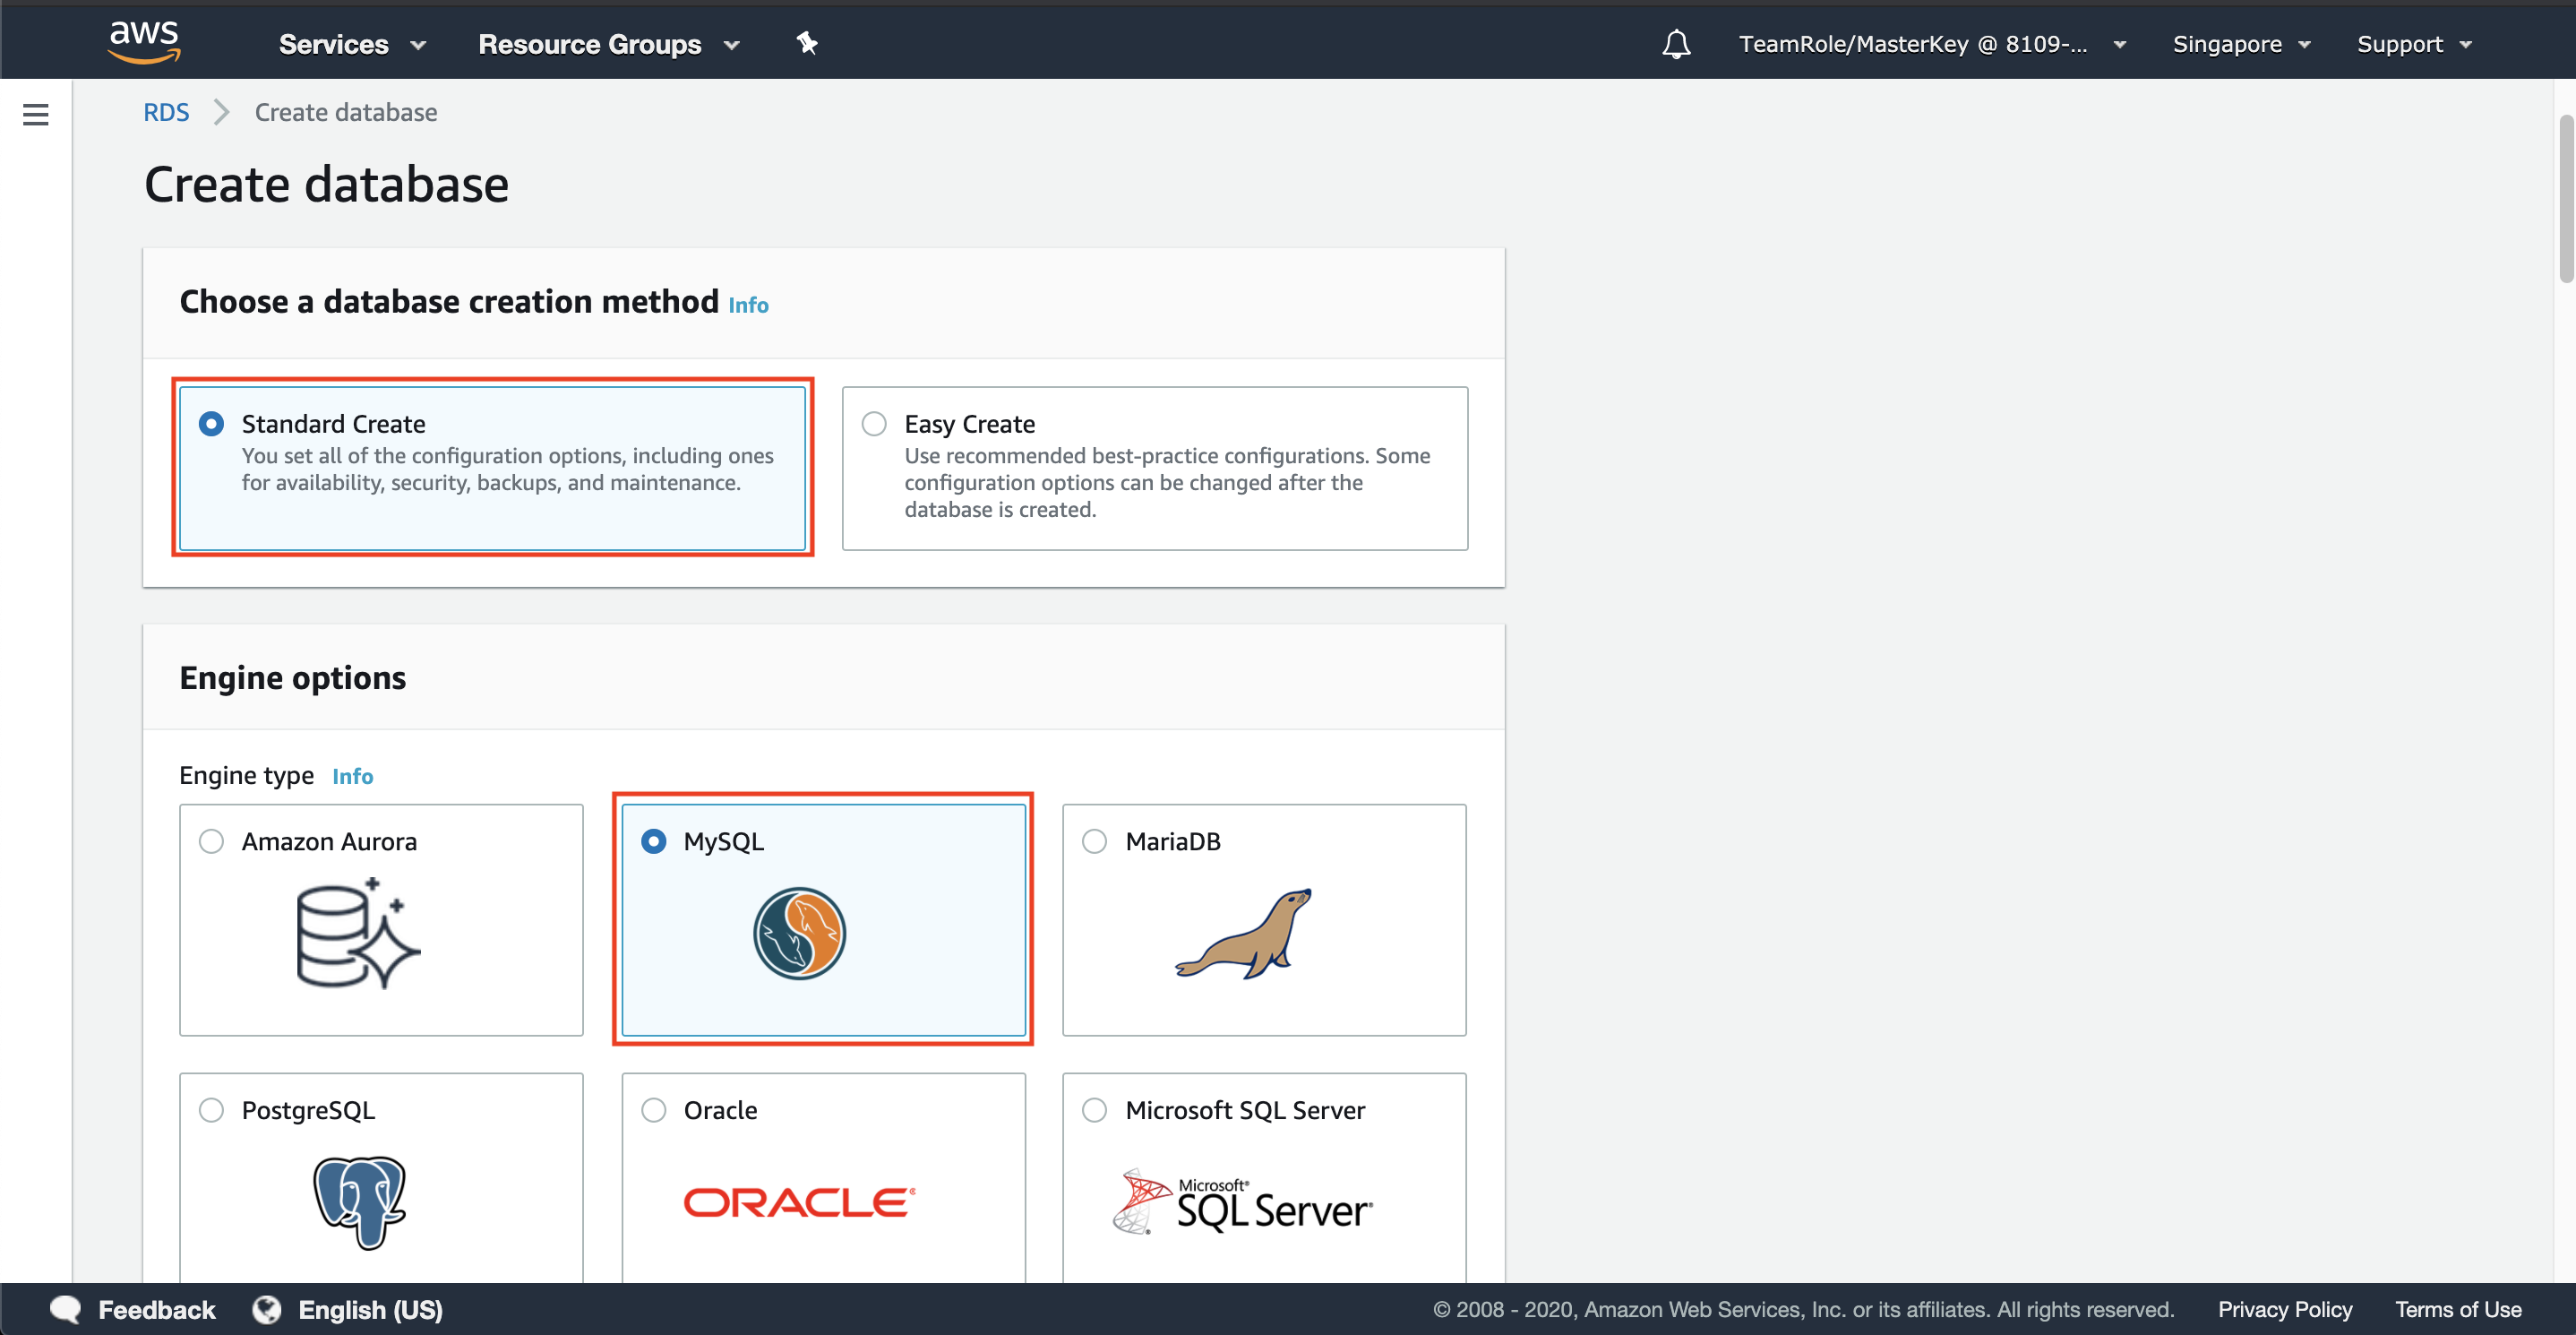 aws
Services
Resource Groups
TeamRole/MasterKey @ 8109-...
Singapore
Support
RDS
Create database
Create database
Choose a database creation method Info
Standard Create
You set all of the configuration options, including ones
for availability, security, backups, and maintenance.
Easy Create
Use recommended best-practice configurations. Some
configuration options can be changed after the
database is created.
Engine options
Engine type Info
Amazon Aurora
MySQL
MariaDB
PostgreSQL
Oracle
ORACLE
Microsoft SQL Server
Microsoft®
SQL Server
Feedback
English (US)
© 2008 - 2020, Amazon Web Services, Inc. or its affiliates. All rights reserved.
Privacy Policy
Terms of Use